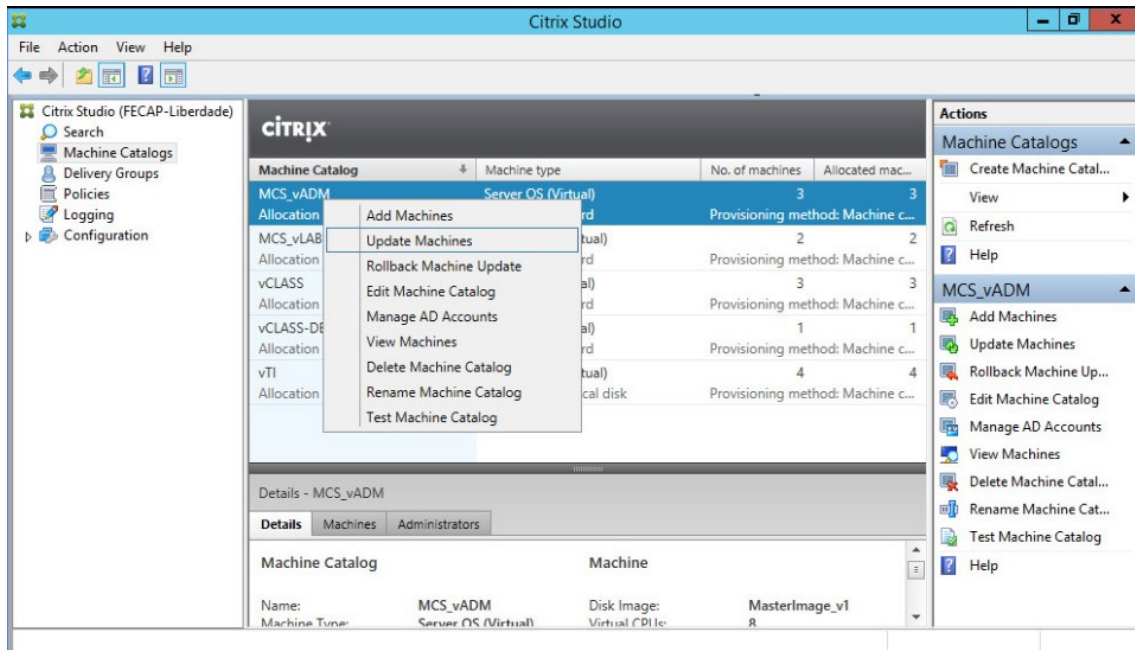 Citrix Studio
File Action View Help
Citrix Studio (FECAP-Liberdade)
Search
Machine Catalogs
Delivery Groups
Policies
Logging
Configuration
CITRIX
Machine Catalog Machine type No. of machines Allocated mac...
MCS_vADM Server OS (Virtual) 3 3
Allocation rd Provisioning method: Machine c...
MCS_vLAB tual) 2 2
Allocation rd Provisioning method: Machine c...
vCLASS al) 3 3
Allocation rd Provisioning method: Machine c...
vCLASS-DE al) 1 1
Allocation rd Provisioning method: Machine c...
vTI tual) 4 4
Allocation cal disk Provisioning method: Machine c...
Add Machines
Update Machines
Rollback Machine Update
Edit Machine Catalog
Manage AD Accounts
View Machines
Delete Machine Catalog
Rename Machine Catalog
Test Machine Catalog
Details - MCS_vADM
Details Machines Administrators
Machine Catalog Machine
Name: MCS_vADM Disk Image: MasterImage_v1
Machine Type: Server OS (Virtual) Virtual CPUs: 8
Actions
Machine Catalogs
Create Machine Catal...
View
Refresh
Help
MCS_vADM
Add Machines
Update Machines
Rollback Machine Up...
Edit Machine Catalog
Manage AD Accounts
View Machines
Delete Machine Catal...
Rename Machine Cat...
Test Machine Catalog
Help